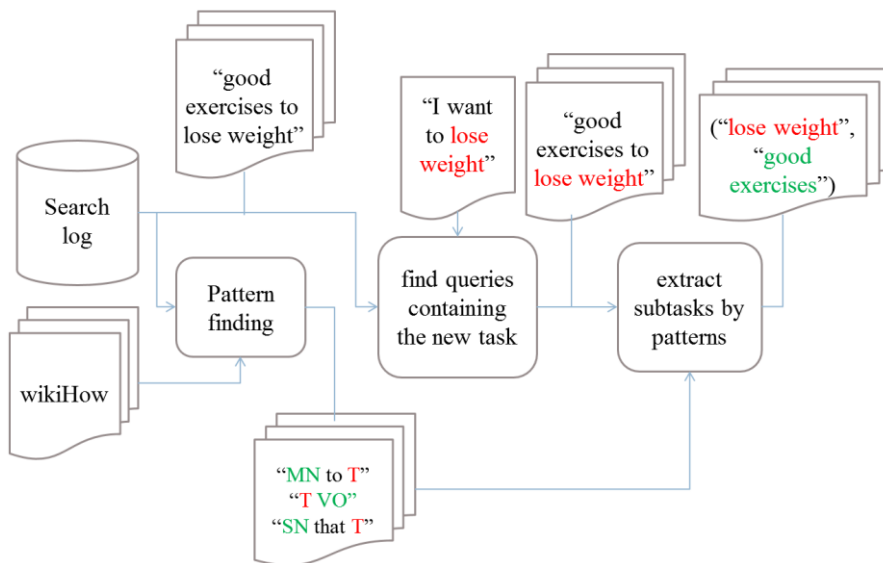 “good
exercises to
lose weight”
“I want
to lose
weight”
“good
exercises to
lose weight”
(“lose weight”,
“good
exercises”)
Search
log
Pattern
finding
find queries
containing
the new task
extract
subtasks by
patterns
wikiHow
“MN to T”
“T VO”
“SN that T”